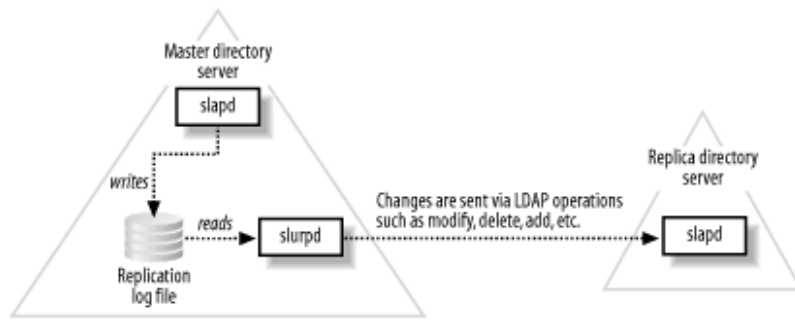 Master directory
server
slapd
writes
reads
Replication
log file
slurpd
Changes are sent via LDAP operations
such as modify, delete, add, etc.
Replica directory
server
slapd